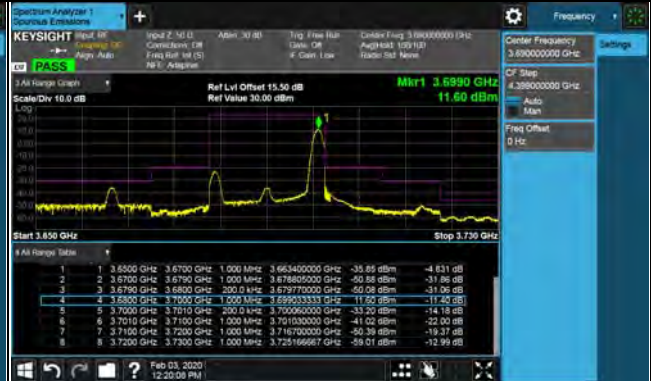 Spectrum Analyzer 1
Spurious Emissions
Frequency
KEYSIGHT Input: RF
Coupling: DC
Align: Auto
Input Z: 50 Ω
Corrections: Off
Freq Ref: Int (S)
NFE: Adaptive
Atten: 30 dB
Trig: Free Run
Gate: Off
IF Gain: Low
Center Freq: 3.690000000 GHz
Avg|Hold: 100/100
Radio Std: None
PASS
Center Frequency
3.690000000 GHz
Settings
CF Step
4.399000000 GHz
Auto
Man
Freq Offset
0 Hz
3 All Range Graph
Scale/Div 10.0 dB
Ref Lvl Offset 15.50 dB
Ref Value 30.00 dBm
Mkr1 3.6990 GHz
11.60 dBm
Log
1
Start 3.650 GHz
Stop 3.730 GHz
4 All Range Table
1 1 3.6500 GHz 3.6700 GHz 1.000 MHz 3.663400000 GHz -35.85 dBm -4.831 dB
2 2 3.6700 GHz 3.6790 GHz 1.000 MHz 3.678805000 GHz -50.88 dBm -31.86 dB
3 3 3.6790 GHz 3.6800 GHz 200.0 kHz 3.679770000 GHz -50.08 dBm -31.06 dB
4 4 3.6800 GHz 3.7000 GHz 1.000 MHz 3.699033333 GHz 11.60 dBm -11.40 dB
5 5 3.7000 GHz 3.7010 GHz 200.0 kHz 3.700060000 GHz -33.20 dBm -14.18 dB
6 6 3.7010 GHz 3.7100 GHz 1.000 MHz 3.701030000 GHz -41.02 dBm -22.00 dB
7 7 3.7100 GHz 3.7200 GHz 1.000 MHz 3.716700000 GHz -50.39 dBm -19.37 dB
8 8 3.7200 GHz 3.7300 GHz 1.000 MHz 3.725166667 GHz -59.01 dBm -12.99 dB
Feb 03, 2020
12:20:08 PM